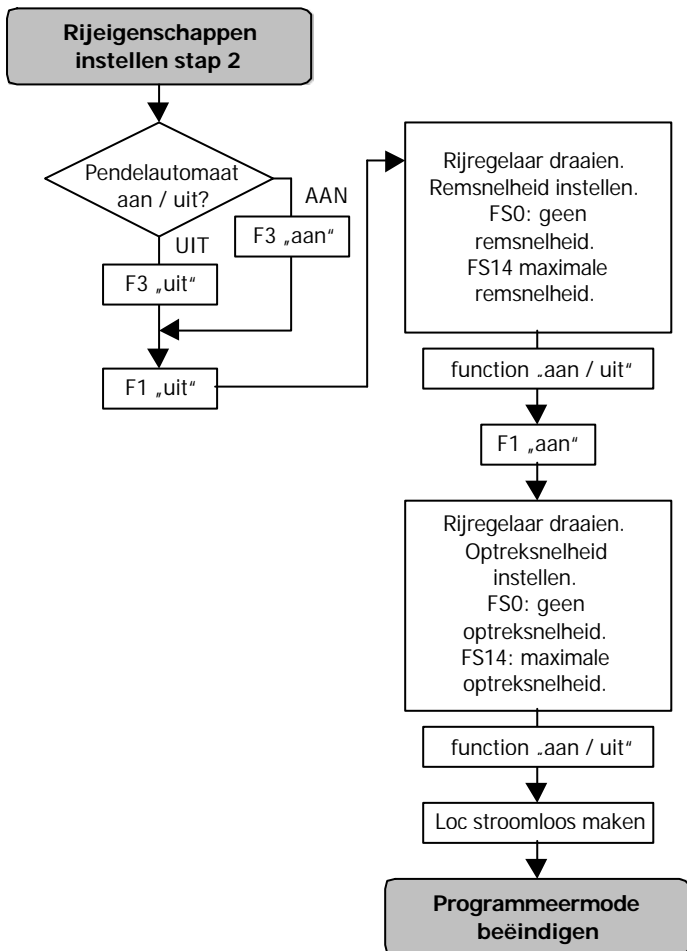 Rijeigenschappen
instellen stap 2
Pendelautomaat
aan / uit?
AAN
F3 „aan“
UIT
F3 „uit“
F1 „uit“
Rijregelaar draaien.
Remsnelheid instellen.
FS0: geen
remsnelheid.
FS14 maximale
remsnelheid.
function „aan / uit“
F1 „aan“
Rijregelaar draaien.
Optreksnelheid
instellen.
FS0: geen
optreksnelheid.
FS14: maximale
optreksnelheid.
function „aan / uit“
Loc stroomloos maken
Programmeermode
beëindigen